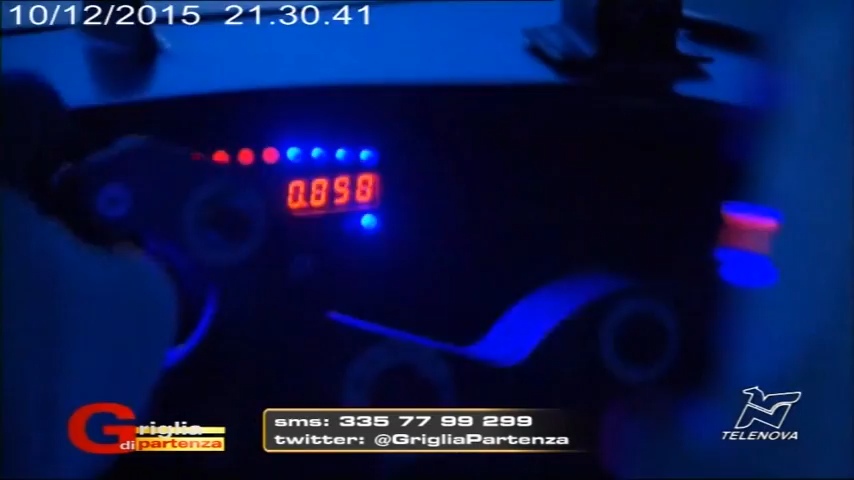 10/12/2015 21.30.41
0.898
Griglia
di partenza
sms: 335 77 99 299
twitter: @GrigliaPartenza
TELENOVA